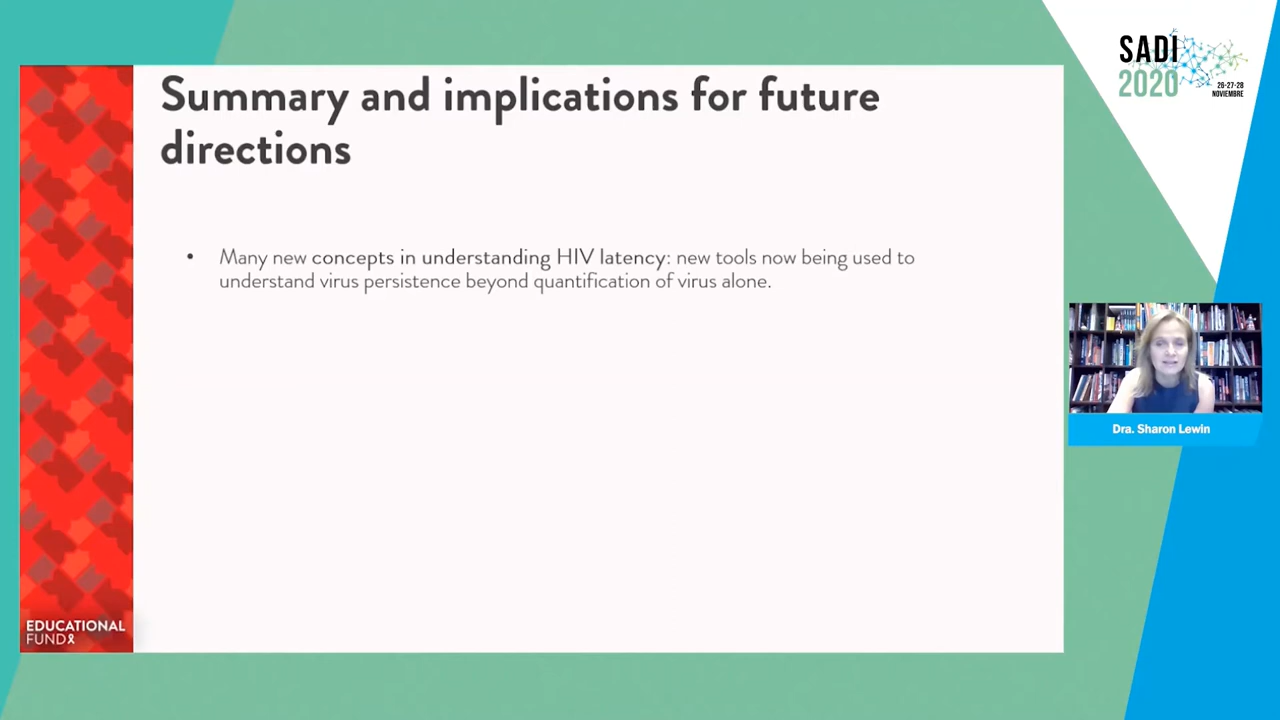 SADI
2020
26-27-28
NOVIEMBRE
Summary and implications for future
directions
• Many new concepts in understanding HIV latency: new tools now being used to
understand virus persistence beyond quantification of virus alone.
Dra. Sharon Lewin
EDUCATIONAL
FUND